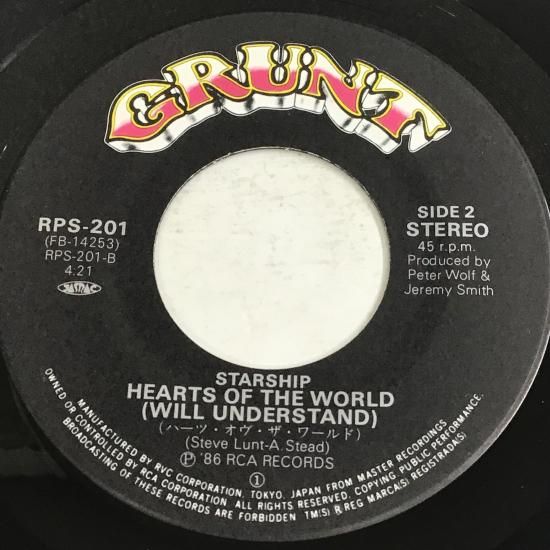 GRUNT
RPS-201
(FB-14253)
RPS-201-B
4:21
JASRAC
SIDE 2
STEREO
45 r.p.m.
Produced by
Peter Wolf &
Jeremy Smith
STARSHIP
HEARTS OF THE WORLD
(WILL UNDERSTAND)
(ハーツ・オヴ・ザ・ワールド)
(Steve Lunt-A. Stead)
Ⓟ '86 RCA RECORDS
①
MANUFACTURED BY RVC CORPORATION, TOKYO, JAPAN FROM MASTER RECORDINGS
OWNED OR CONTROLLED BY RCA CORPORATION. ALL RIGHTS RESERVED. COPYING PUBLIC PERFORMANCE.
BROADCASTING OF THESE RECORDS ARE FORBIDDEN TM(S) R REG MARCA(S) REGISTRADA(S)